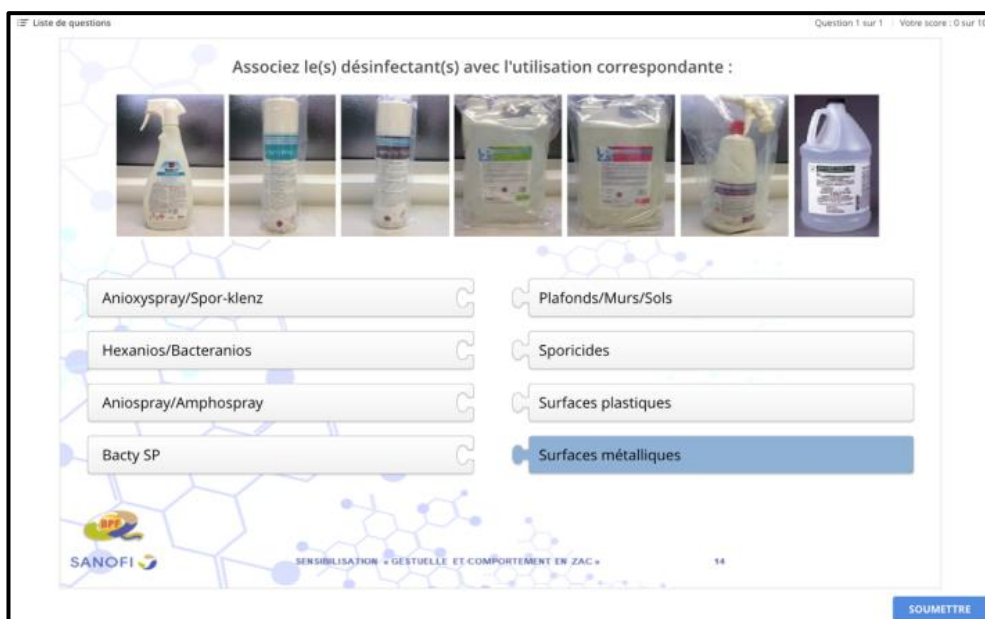 Liste de questions
Question 1 sur 1 Votre score : 0 sur 10
Associez le(s) désinfectant(s) avec l'utilisation correspondante :
Anioxyspray/Spor-klenz
Plafonds/Murs/Sols
Hexanios/Bacteranios
Sporicides
Aniospray/Amphospray
Surfaces plastiques
Bacty SP
Surfaces métalliques
BPF
SANOFI
SENSIBILISATION « GESTUELLE ET COMPORTEMENT EN ZAC »
14
SOUMETTRE